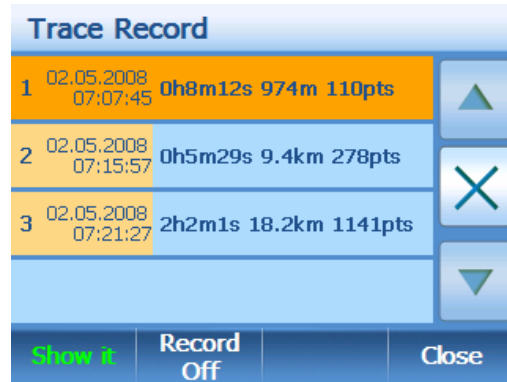 Trace Record
1 02.05.2008 07:07:45 0h8m12s 974m 110pts
2 02.05.2008 07:15:57 0h5m29s 9.4km 278pts
3 02.05.2008 07:21:27 2h2m1s 18.2km 1141pts
Show it
Record
Off
Close